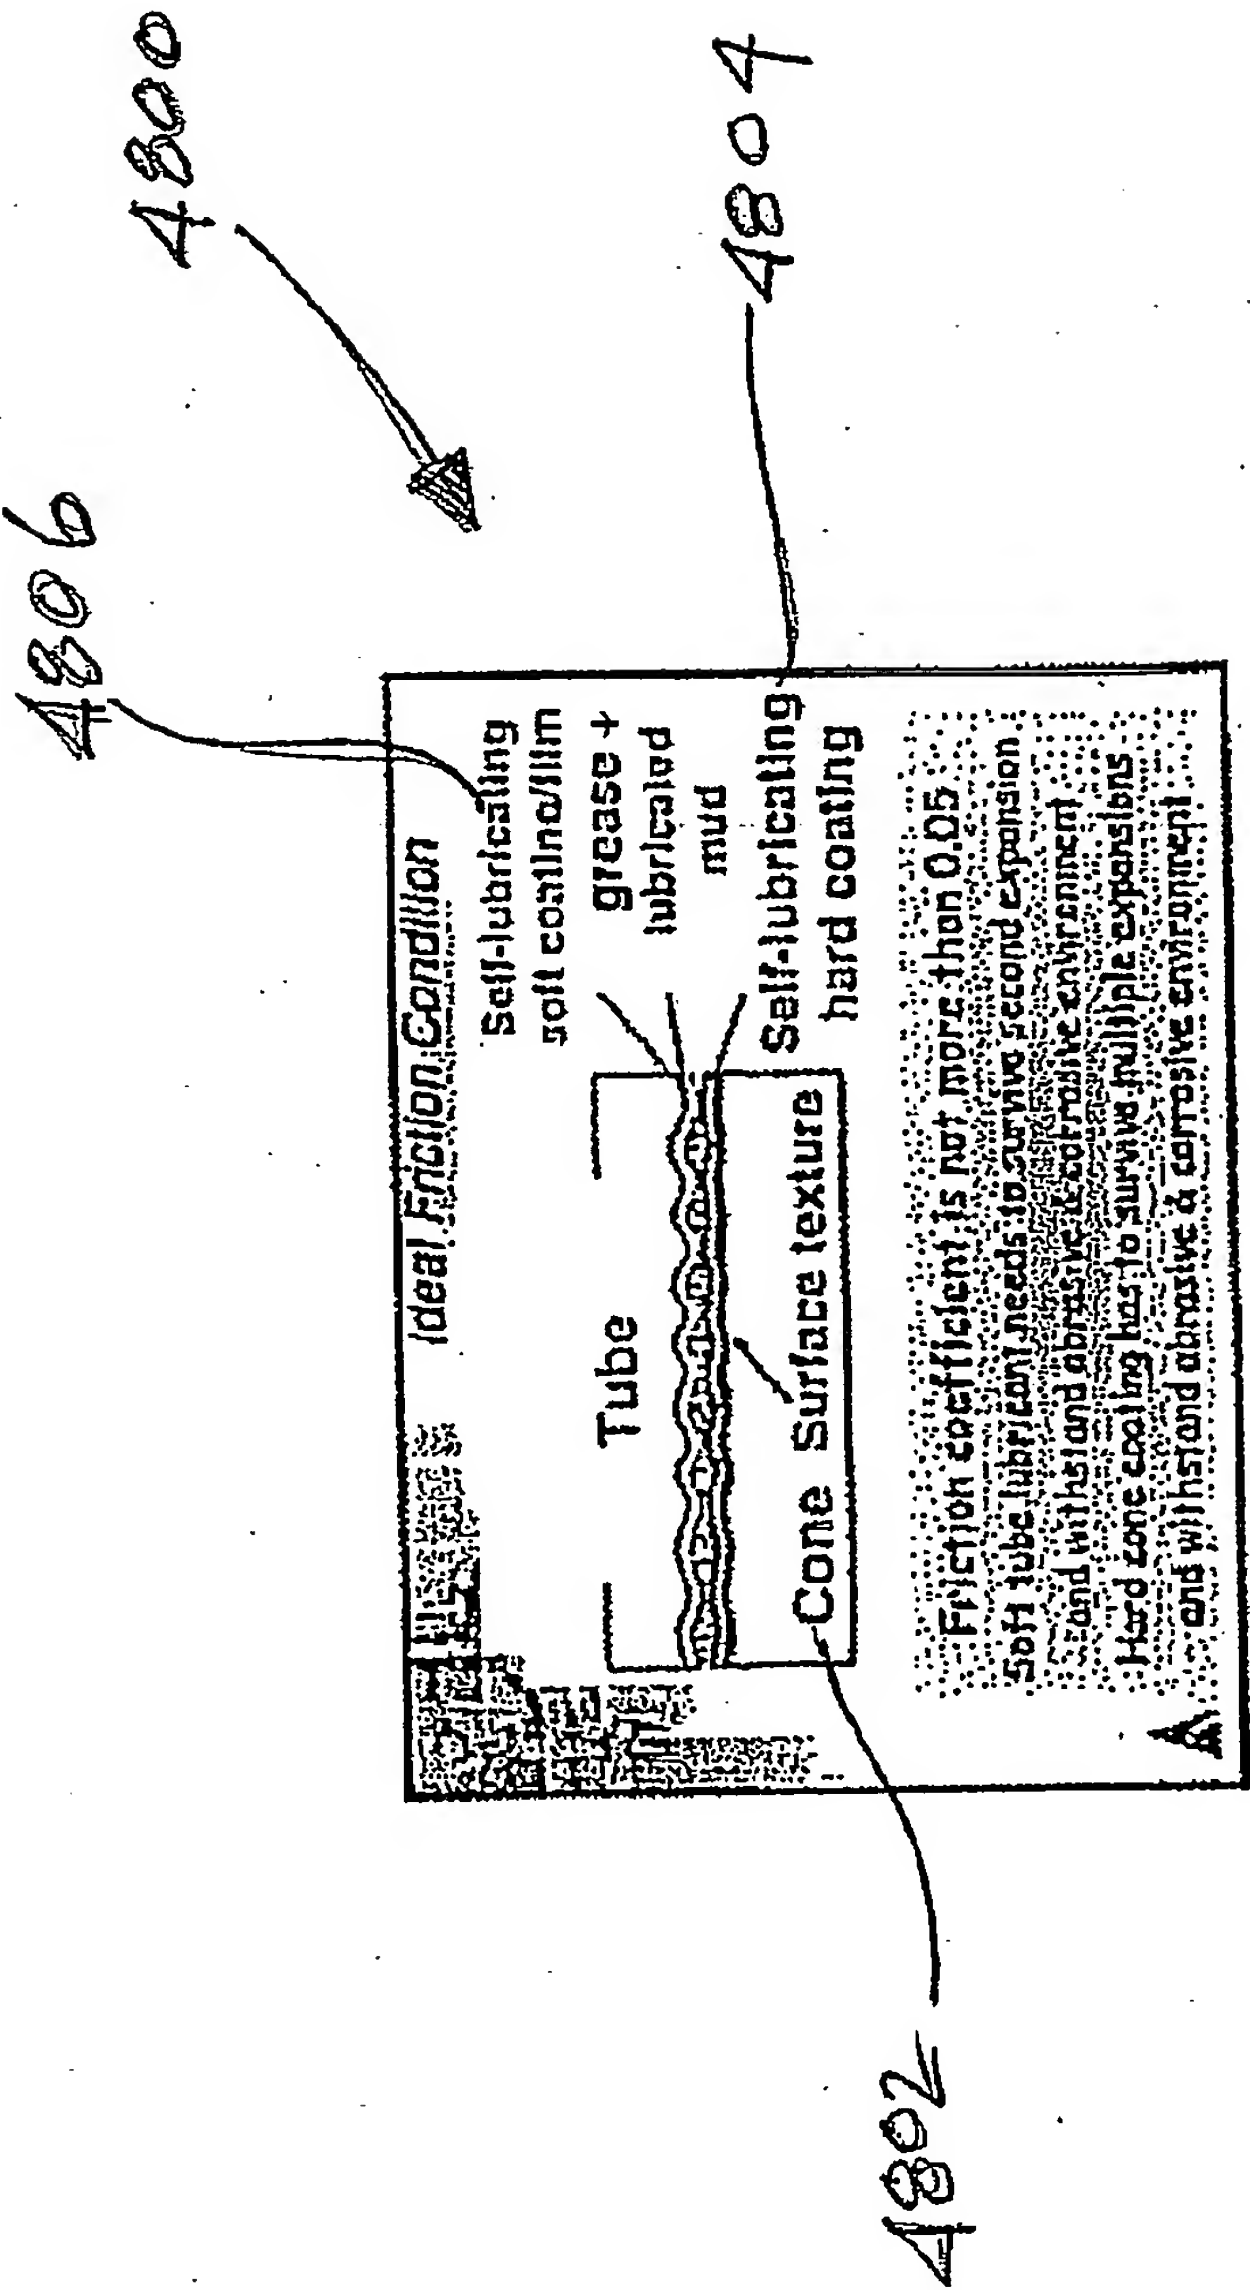 4800
4806
4804
4802
Ideal Friction Condition
Self-lubricating
soft coating/film
grease +
lubricated
mud
Self-lubricating
hard coating
Tube
Cone Surface texture
Friction coefficient is not more than 0.05
Soft tube lubricant needs to survive second expansion
and withstand abrasive & corrosive environment
Hard cone coating has to survive multiple expansions
and withstand abrasive & corrosive environment